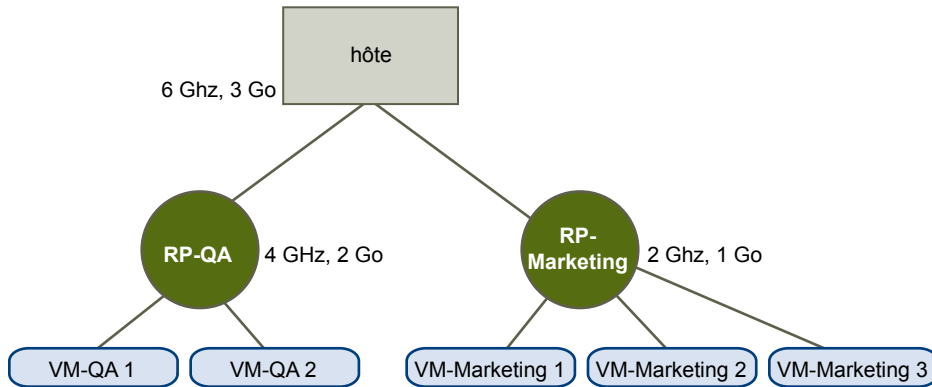 hôte
6 Ghz, 3 Go
RP-QA
4 GHz, 2 Go
RP-
Marketing
2 Ghz, 1 Go
VM-QA 1
VM-QA 2
VM-Marketing 1
VM-Marketing 2
VM-Marketing 3